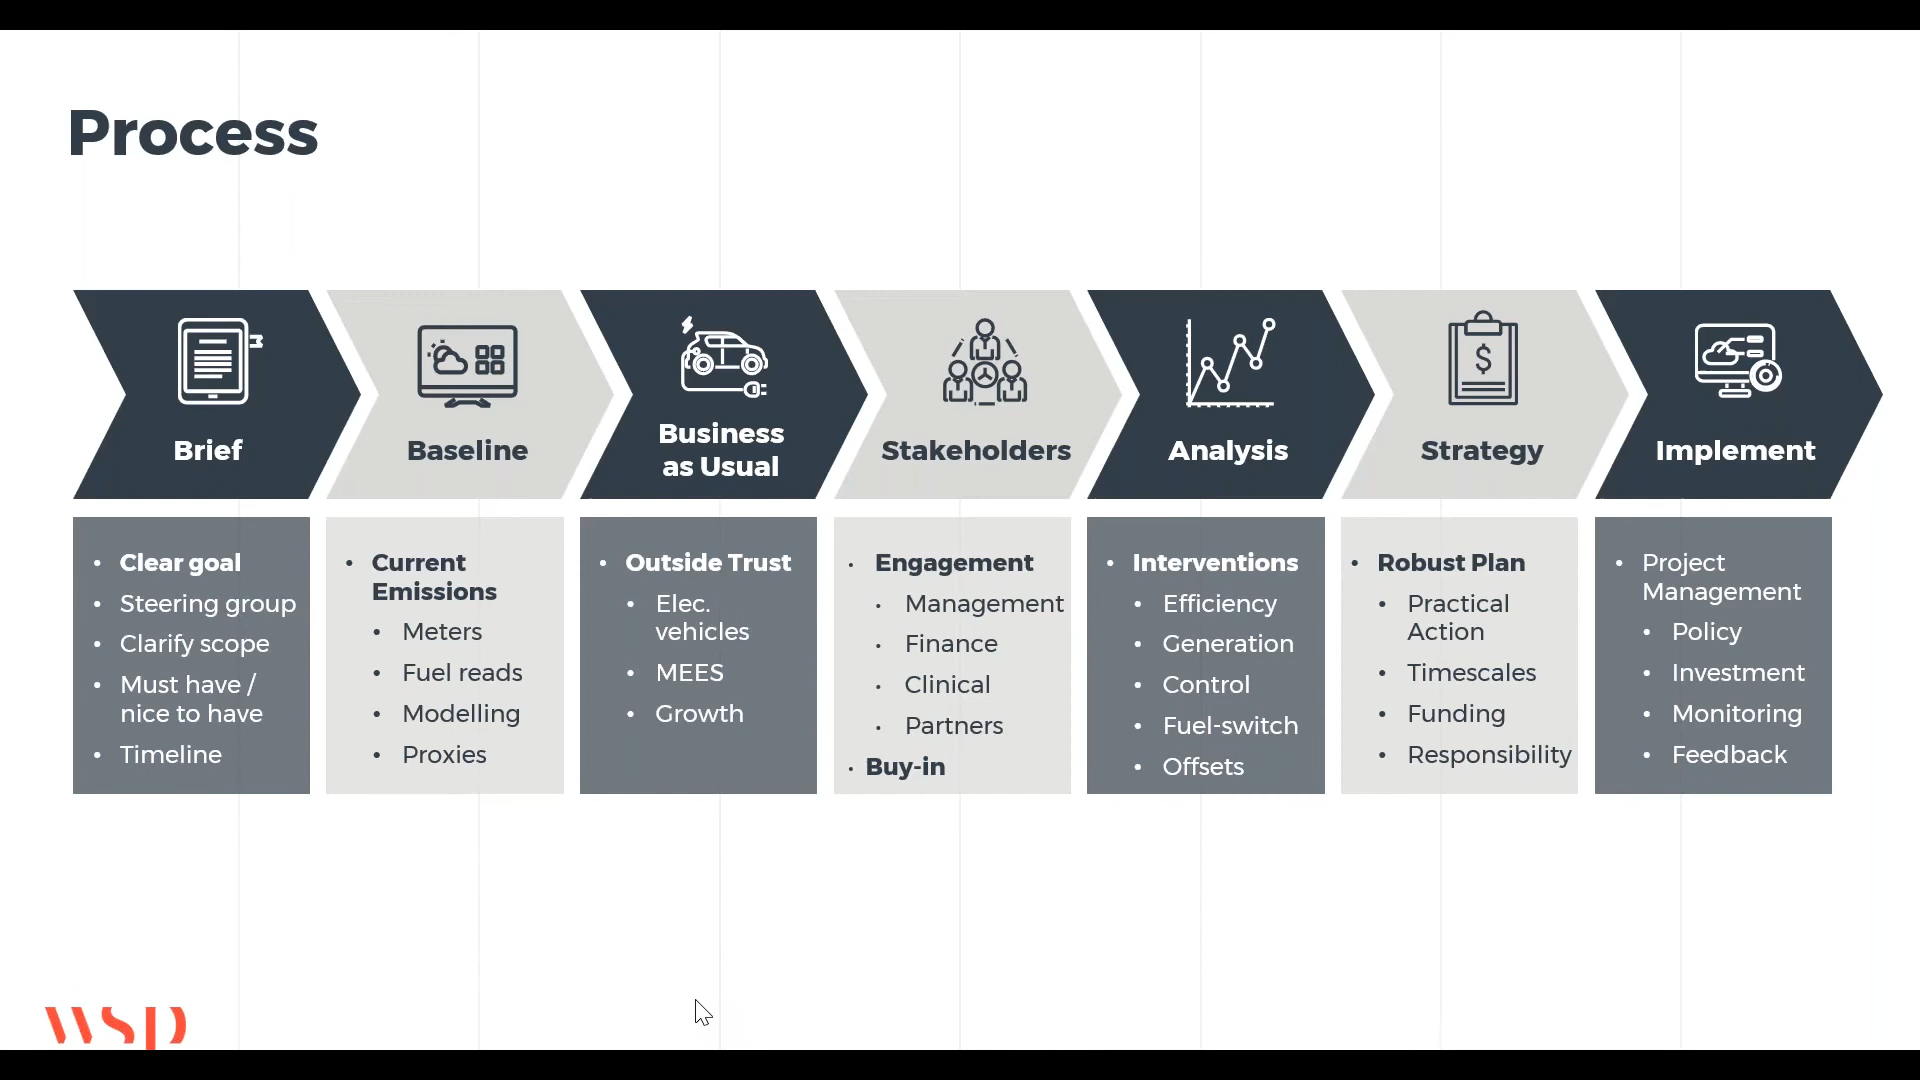 Process
Brief
Baseline
Business
as Usual
Stakeholders
Analysis
$
Strategy
Implement
• Clear goal
• Steering group
• Clarify scope
• Must have /
nice to have
• Timeline
• Current
Emissions
• Meters
• Fuel reads
• Modelling
• Proxies
• Outside Trust
• Elec.
vehicles
• MEES
• Growth
• Engagement
• Management
• Finance
• Clinical
• Partners
• Buy-in
• Interventions
• Efficiency
• Generation
• Control
• Fuel-switch
• Offsets
• Robust Plan
• Practical
Action
• Timescales
• Funding
• Responsibility
• Project
Management
• Policy
• Investment
• Monitoring
• Feedback
wsp